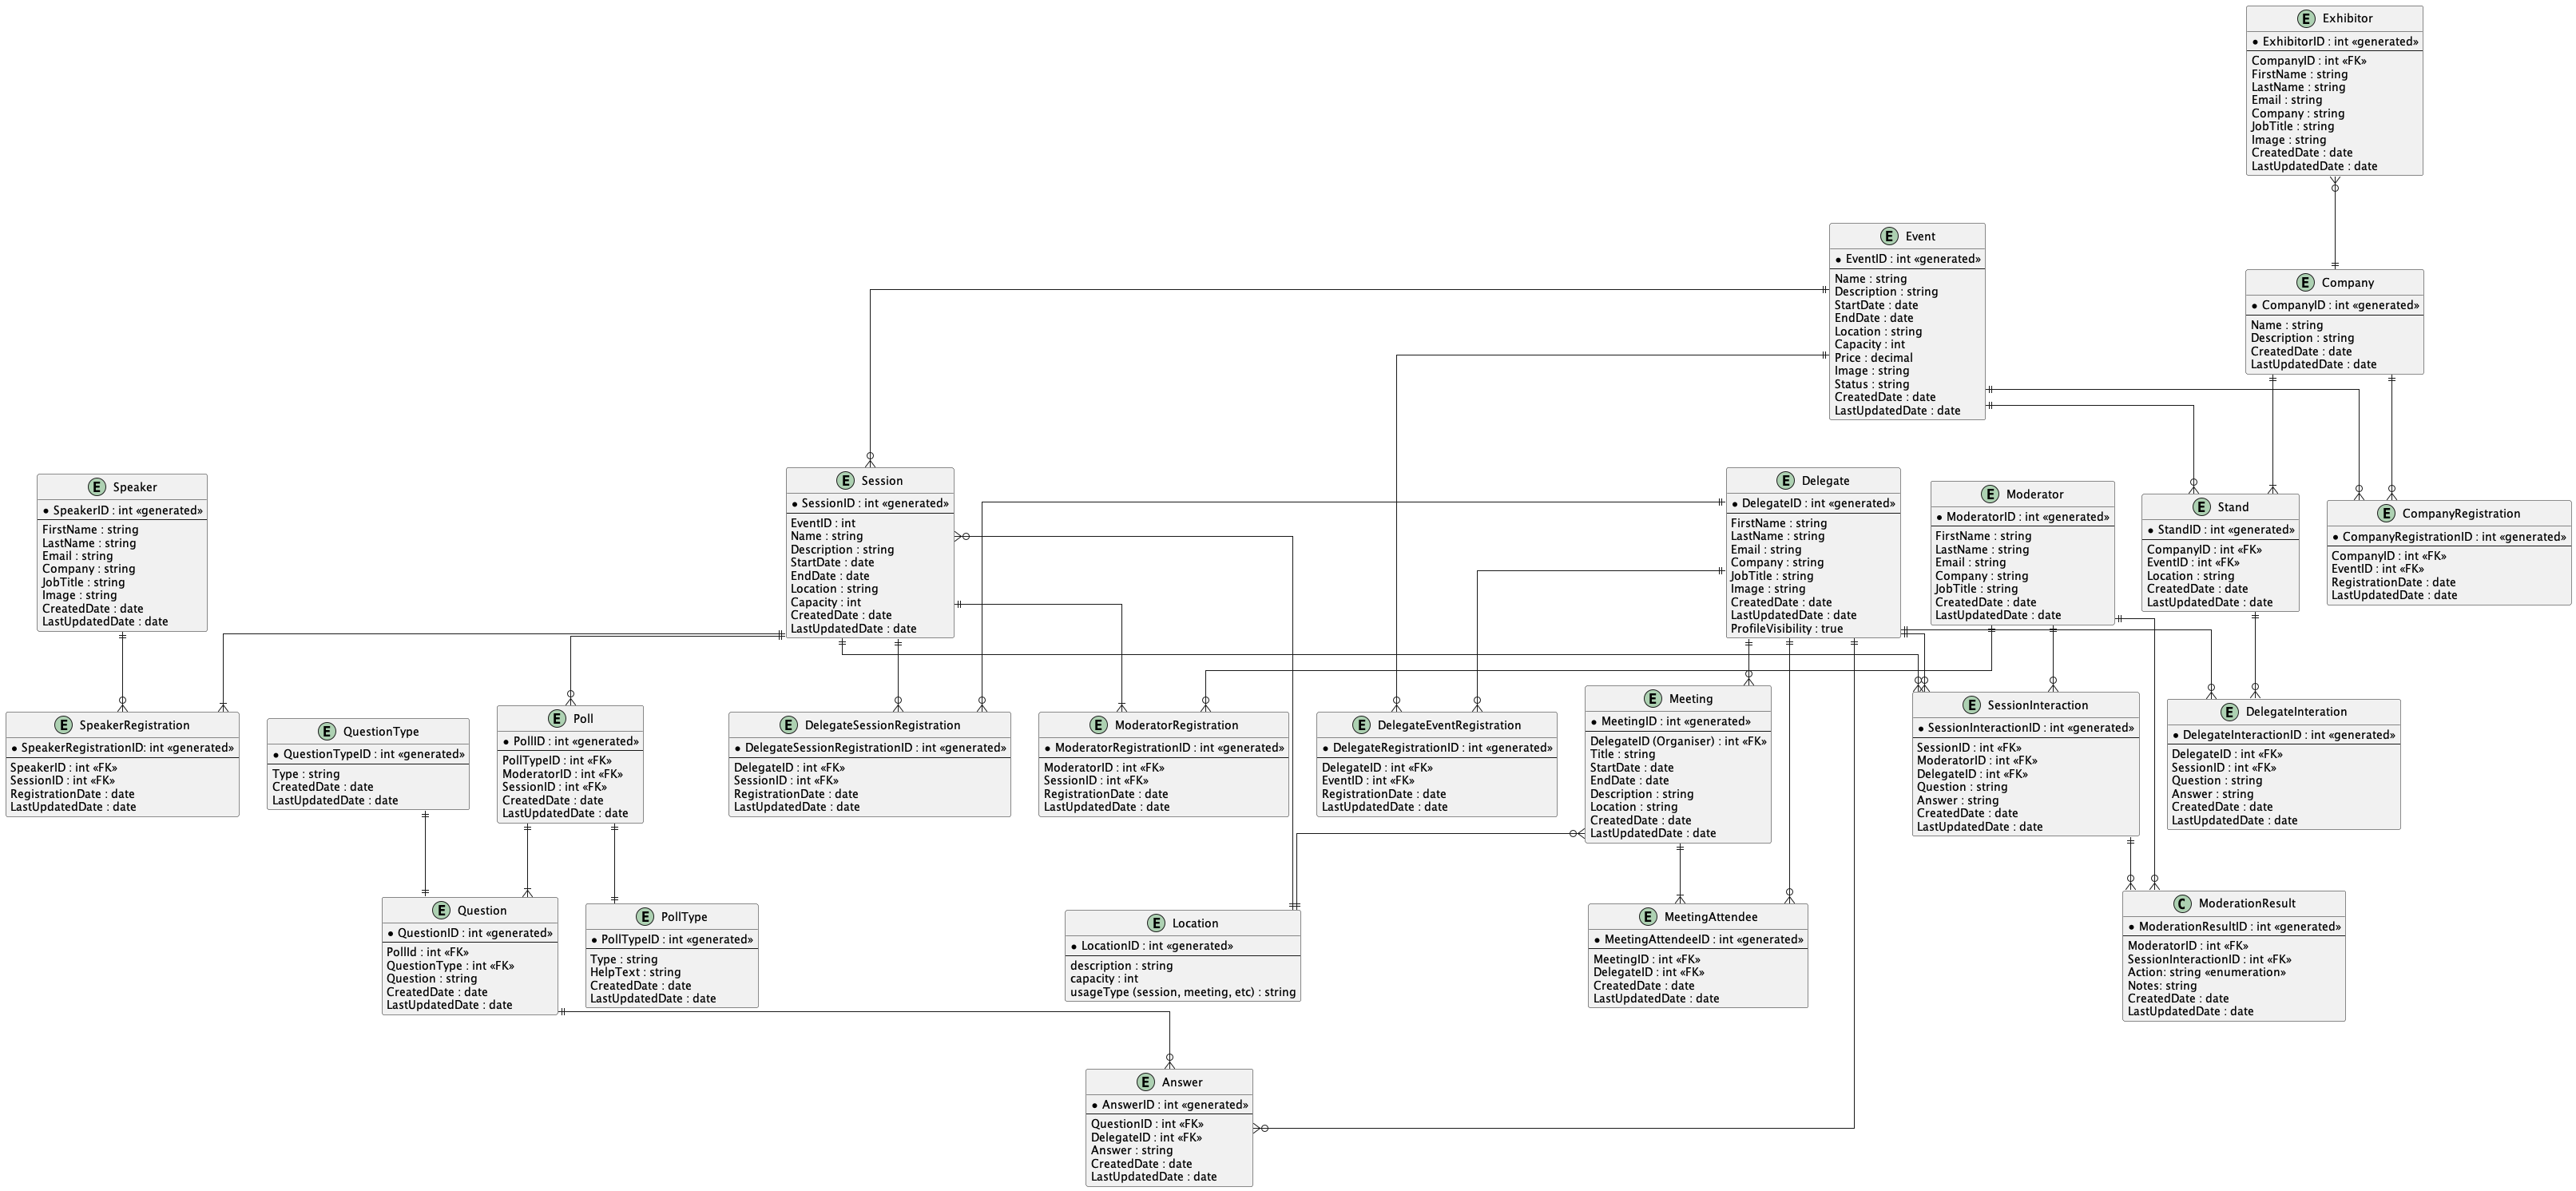 E Exhibitor
• ExhibitorID : int «generated»
CompanyID : int «FK»
FirstName : string
LastName : string
Email : string
Company : string
JobTitle : string
Image : string
CreatedDate : date
LastUpdatedDate : date
E Event
• EventID : int «generated»
Name : string
Description : string
StartDate : date
EndDate : date
Location : string
Capacity : int
Price : decimal
Image : string
Status : string
CreatedDate : date
LastUpdatedDate : date
E Company
• CompanyID : int «generated»
Name : string
Description : string
CreatedDate : date
LastUpdatedDate : date
E Speaker
• SpeakerID : int «generated»
FirstName : string
LastName : string
Email : string
Company : string
JobTitle : string
Image : string
CreatedDate : date
LastUpdatedDate : date
E Session
• SessionID : int «generated»
EventID : int
Name : string
Description : string
StartDate : date
EndDate : date
Location : string
Capacity : int
CreatedDate : date
LastUpdatedDate : date
E Delegate
• DelegateID : int «generated»
FirstName : string
LastName : string
Email : string
Company : string
JobTitle : string
Image : string
CreatedDate : date
LastUpdatedDate : date
ProfileVisibility : true
E Moderator
• ModeratorID : int «generated»
FirstName : string
LastName : string
Email : string
Company : string
JobTitle : string
CreatedDate : date
LastUpdatedDate : date
E Stand
• StandID : int «generated»
CompanyID : int «FK»
EventID : int «FK»
Location : string
CreatedDate : date
LastUpdatedDate : date
E CompanyRegistration
• CompanyRegistrationID : int «generated»
CompanyID : int «FK»
EventID : int «FK»
RegistrationDate : date
LastUpdatedDate : date
E SpeakerRegistration
• SpeakerRegistrationID: int «generated»
SpeakerID : int «FK»
SessionID : int «FK»
RegistrationDate : date
LastUpdatedDate : date
E QuestionType
• QuestionTypeID : int «generated»
Type : string
CreatedDate : date
LastUpdatedDate : date
E Poll
• PollID : int «generated»
PollTypeID : int «FK»
ModeratorID : int «FK»
SessionID : int «FK»
CreatedDate : date
LastUpdatedDate : date
E DelegateSessionRegistration
• DelegateSessionRegistrationID : int «generated»
DelegateID : int «FK»
SessionID : int «FK»
RegistrationDate : date
LastUpdatedDate : date
E ModeratorRegistration
• ModeratorRegistrationID : int «generated»
ModeratorID : int «FK»
SessionID : int «FK»
RegistrationDate : date
LastUpdatedDate : date
E DelegateEventRegistration
• DelegateRegistrationID : int «generated»
DelegateID : int «FK»
EventID : int «FK»
RegistrationDate : date
LastUpdatedDate : date
E Meeting
• MeetingID : int «generated»
DelegateID (Organiser) : int «FK»
Title : string
StartDate : date
EndDate : date
Description : string
Location : string
CreatedDate : date
LastUpdatedDate : date
E SessionInteraction
• SessionInteractionID : int «generated»
SessionID : int «FK»
ModeratorID : int «FK»
DelegateID : int «FK»
Question : string
Answer : string
CreatedDate : date
LastUpdatedDate : date
E DelegateInteration
• DelegateInteractionID : int «generated»
DelegateID : int «FK»
SessionID : int «FK»
Question : string
Answer : string
CreatedDate : date
LastUpdatedDate : date
E Question
• QuestionID : int «generated»
PollId : int «FK»
QuestionType : int «FK»
Question : string
CreatedDate : date
LastUpdatedDate : date
E PollType
• PollTypeID : int «generated»
Type : string
HelpText : string
CreatedDate : date
LastUpdatedDate : date
E Location
• LocationID : int «generated»
description : string
capacity : int
usageType (session, meeting, etc) : string
E MeetingAttendee
• MeetingAttendeeID : int «generated»
MeetingID : int «FK»
DelegateID : int «FK»
CreatedDate : date
LastUpdatedDate : date
C ModerationResult
• ModerationResultID : int «generated»
ModeratorID : int «FK»
SessionInteractionID : int «FK»
Action: string «enumeration»
Notes: string
CreatedDate : date
LastUpdatedDate : date
E Answer
• AnswerID : int «generated»
QuestionID : int «FK»
DelegateID : int «FK»
Answer : string
CreatedDate : date
LastUpdatedDate : date